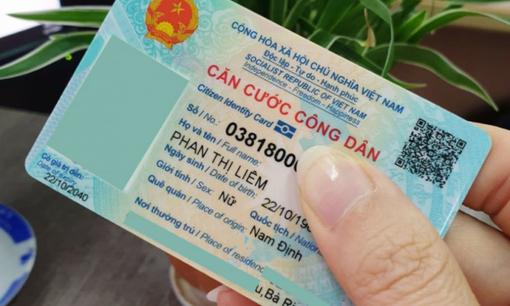 CỘNG HÒA XÃ HỘI CHỦ NGHĨA VIỆT NAM
Độc lập - Tự do - Hạnh phúc
SOCIALIST REPUBLIC OF VIET NAM
Independence - Freedom - Happiness
CĂN CƯỚC CÔNG DÂN
Citizen Identity Card
Số / No.: 03818000
Họ và tên / Full name:
PHAN THỊ LIÊM
Ngày sinh / Date of birth: 22/10/19
Giới tính / Sex: Nữ Quốc tịch /
Quê quán / Place of origin:
Nam Định
Nơi thường trú / Place of residence
Có giá trị đến:
22/10/2040